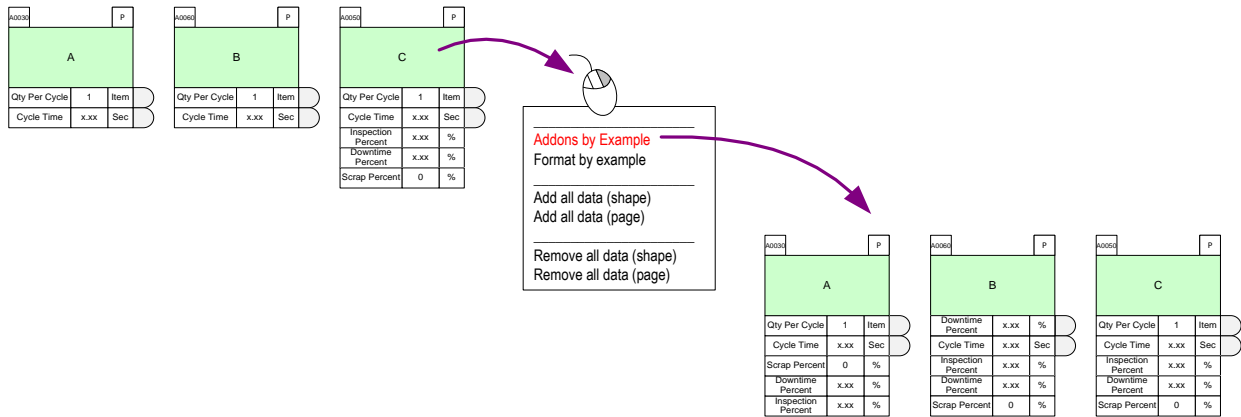 A0030
P
A
Qty Per Cycle 1 Item
Cycle Time x.xx Sec
A0060
P
B
Qty Per Cycle 1 Item
Cycle Time x.xx Sec
A0050
P
C
Qty Per Cycle 1 Item
Cycle Time x.xx Sec
Inspection
Percent x.xx %
Downtime
Percent x.xx %
Scrap Percent 0 %
Addons by Example
Format by example
Add all data (shape)
Add all data (page)
Remove all data (shape)
Remove all data (page)
A0030
P
A
Qty Per Cycle 1 Item
Cycle Time x.xx Sec
Scrap Percent 0 %
Downtime
Percent x.xx %
Inspection
Percent x.xx %
A0060
P
B
Downtime
Percent x.xx %
Cycle Time x.xx Sec
Inspection
Percent x.xx %
Downtime
Percent x.xx %
Scrap Percent 0 %
A0050
P
C
Qty Per Cycle 1 Item
Cycle Time x.xx Sec
Inspection
Percent x.xx %
Downtime
Percent x.xx %
Scrap Percent 0 %